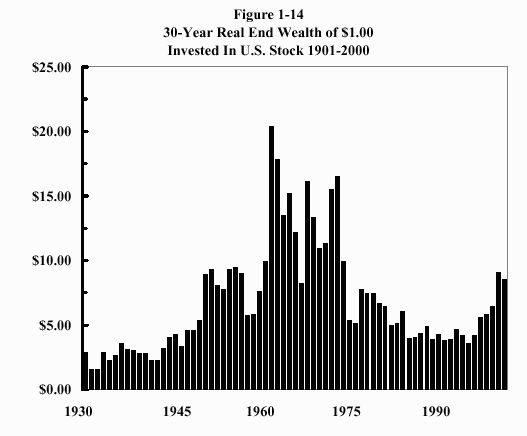 Figure 1-14
30-Year Real End Wealth of $1.00
Invested In U.S. Stock 1901-2000
$25.00
$20.00
$15.00
$10.00
$5.00
$0.00
1930 1945 1960 1975 1990